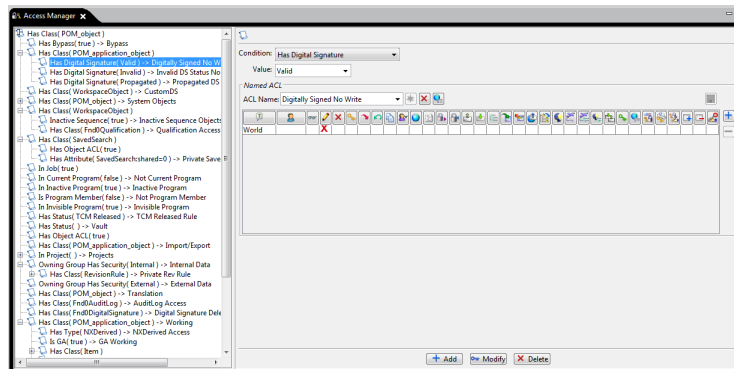 Access Manager
Has Class( POM_object )
Has Bypass( true ) -> Bypass
Has Class( POM_application_object )
Has Digital Signature( Valid ) -> Digitally Signed No W
Has Digital Signature( Invalid ) -> Invalid DS Status No
Has Digital Signature( Propagated ) -> Propagated DS
Has Class( WorkspaceObject ) -> CustomDS
Has Class( POM_object ) -> System Objects
Has Class( WorkspaceObject )
Inactive Sequence( true ) -> Inactive Sequence Objects
Has Class( Fnd0Qualification ) -> Qualification Access
Has Class( SavedSearch )
Has Object ACL( true )
Has Attribute( SavedSearch:shared=0 ) -> Private Save
In Job( true )
In Current Program( false ) -> Not Current Program
In Inactive Program( true ) -> Inactive Program
Is Program Member( false ) -> Not Program Member
In Invisible Program( true ) -> Invisible Program
Has Status( TCM Released ) -> TCM Released Rule
Has Status( ) -> Vault
Has Object ACL( true )
Has Class( POM_application_object ) -> Import/Export
In Project( ) -> Projects
Owning Group Has Security( Internal ) -> Internal Data
Has Class( RevisionRule ) -> Private Rev Rule
Owning Group Has Security( External ) -> External Data
Has Class( POM_object ) -> Translation
Has Class( Fnd0AuditLog ) -> AuditLog Access
Has Class( Fnd0DigitalSignature ) -> Digital Signature Dele
Has Class( POM_application_object ) -> Working
Has Type( NXDerived ) -> NXDerived Access
Is GA( true ) -> GA Working
Has Class( Item )
Condition: Has Digital Signature
Value: Valid
Named ACL
ACL Name: Digitally Signed No Write
World
Add Modify Delete